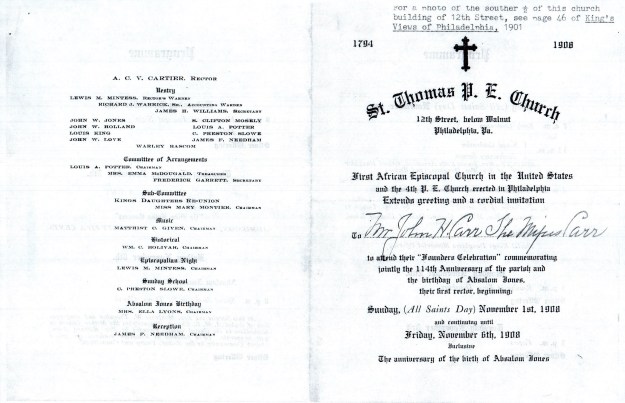 A. C. V. CARTIER, RECTOR
Vestry
LEWIS M. MINTESS, RECTOR'S WARDEN
RICHARD J. WARRICK, SR., ACCOUNTING WARDEN
JAMES H. WILLIAMS, SECRETARY
JOHN W. JONES S. CLIFTON MOSELY
JOHN W. HOLLAND LOUIS A. POTTER
LOUIS KING C. PRESTON SLOWE
JOHN W. LOVE JAMES F. NEEDHAM
WARLEY BASCOM
Committee of Arrangements
LOUIS A. POTTER, CHAIRMAN
MRS. EMMA McDOUGALD, TREASURER
FREDERICK GARRETT, SECRETARY
Sub-Committee
KINGS DAUGHTERS REUNION
MISS MARY MONTIER, CHAIRMAN
Music
MATTHIST C. GIVEN, CHAIRMAN
Historical
WM. C. BOLIVAR, CHAIRMAN
Episcopalian Night
LEWIS M. MINTESS, CHAIRMAN
Sunday School
C. PRESTON SLOWE, CHAIRMAN
Absalom Jones Birthday
MRS. ELLA LYONS, CHAIRMAN
Reception
JAMES F. NEEDHAM, CHAIRMAN
For a photo of the souther ½ of this church
building of 12th Street, see page 46 of King's
Views of Philadelphia, 1901
1794 1908
St. Thomas P. E. Church
12th Street, below Walnut
Philadelphia, Pa.
First African Episcopal Church in the United States
and the 4th P. E. Church erected in Philadelphia
Extends greeting and a cordial invitation
To Mr John H Carr The Misses Carr
to attend their "Founders Celebration" commemorating
jointly the 114th Anniversary of the parish and
the birthday of Absalom Jones,
their first rector, beginning:
Sunday, (All Saints Day) November 1st, 1908
and continuing until
Friday, November 6th, 1908
Inclusive
The anniversary of the birth of Absalom Jones